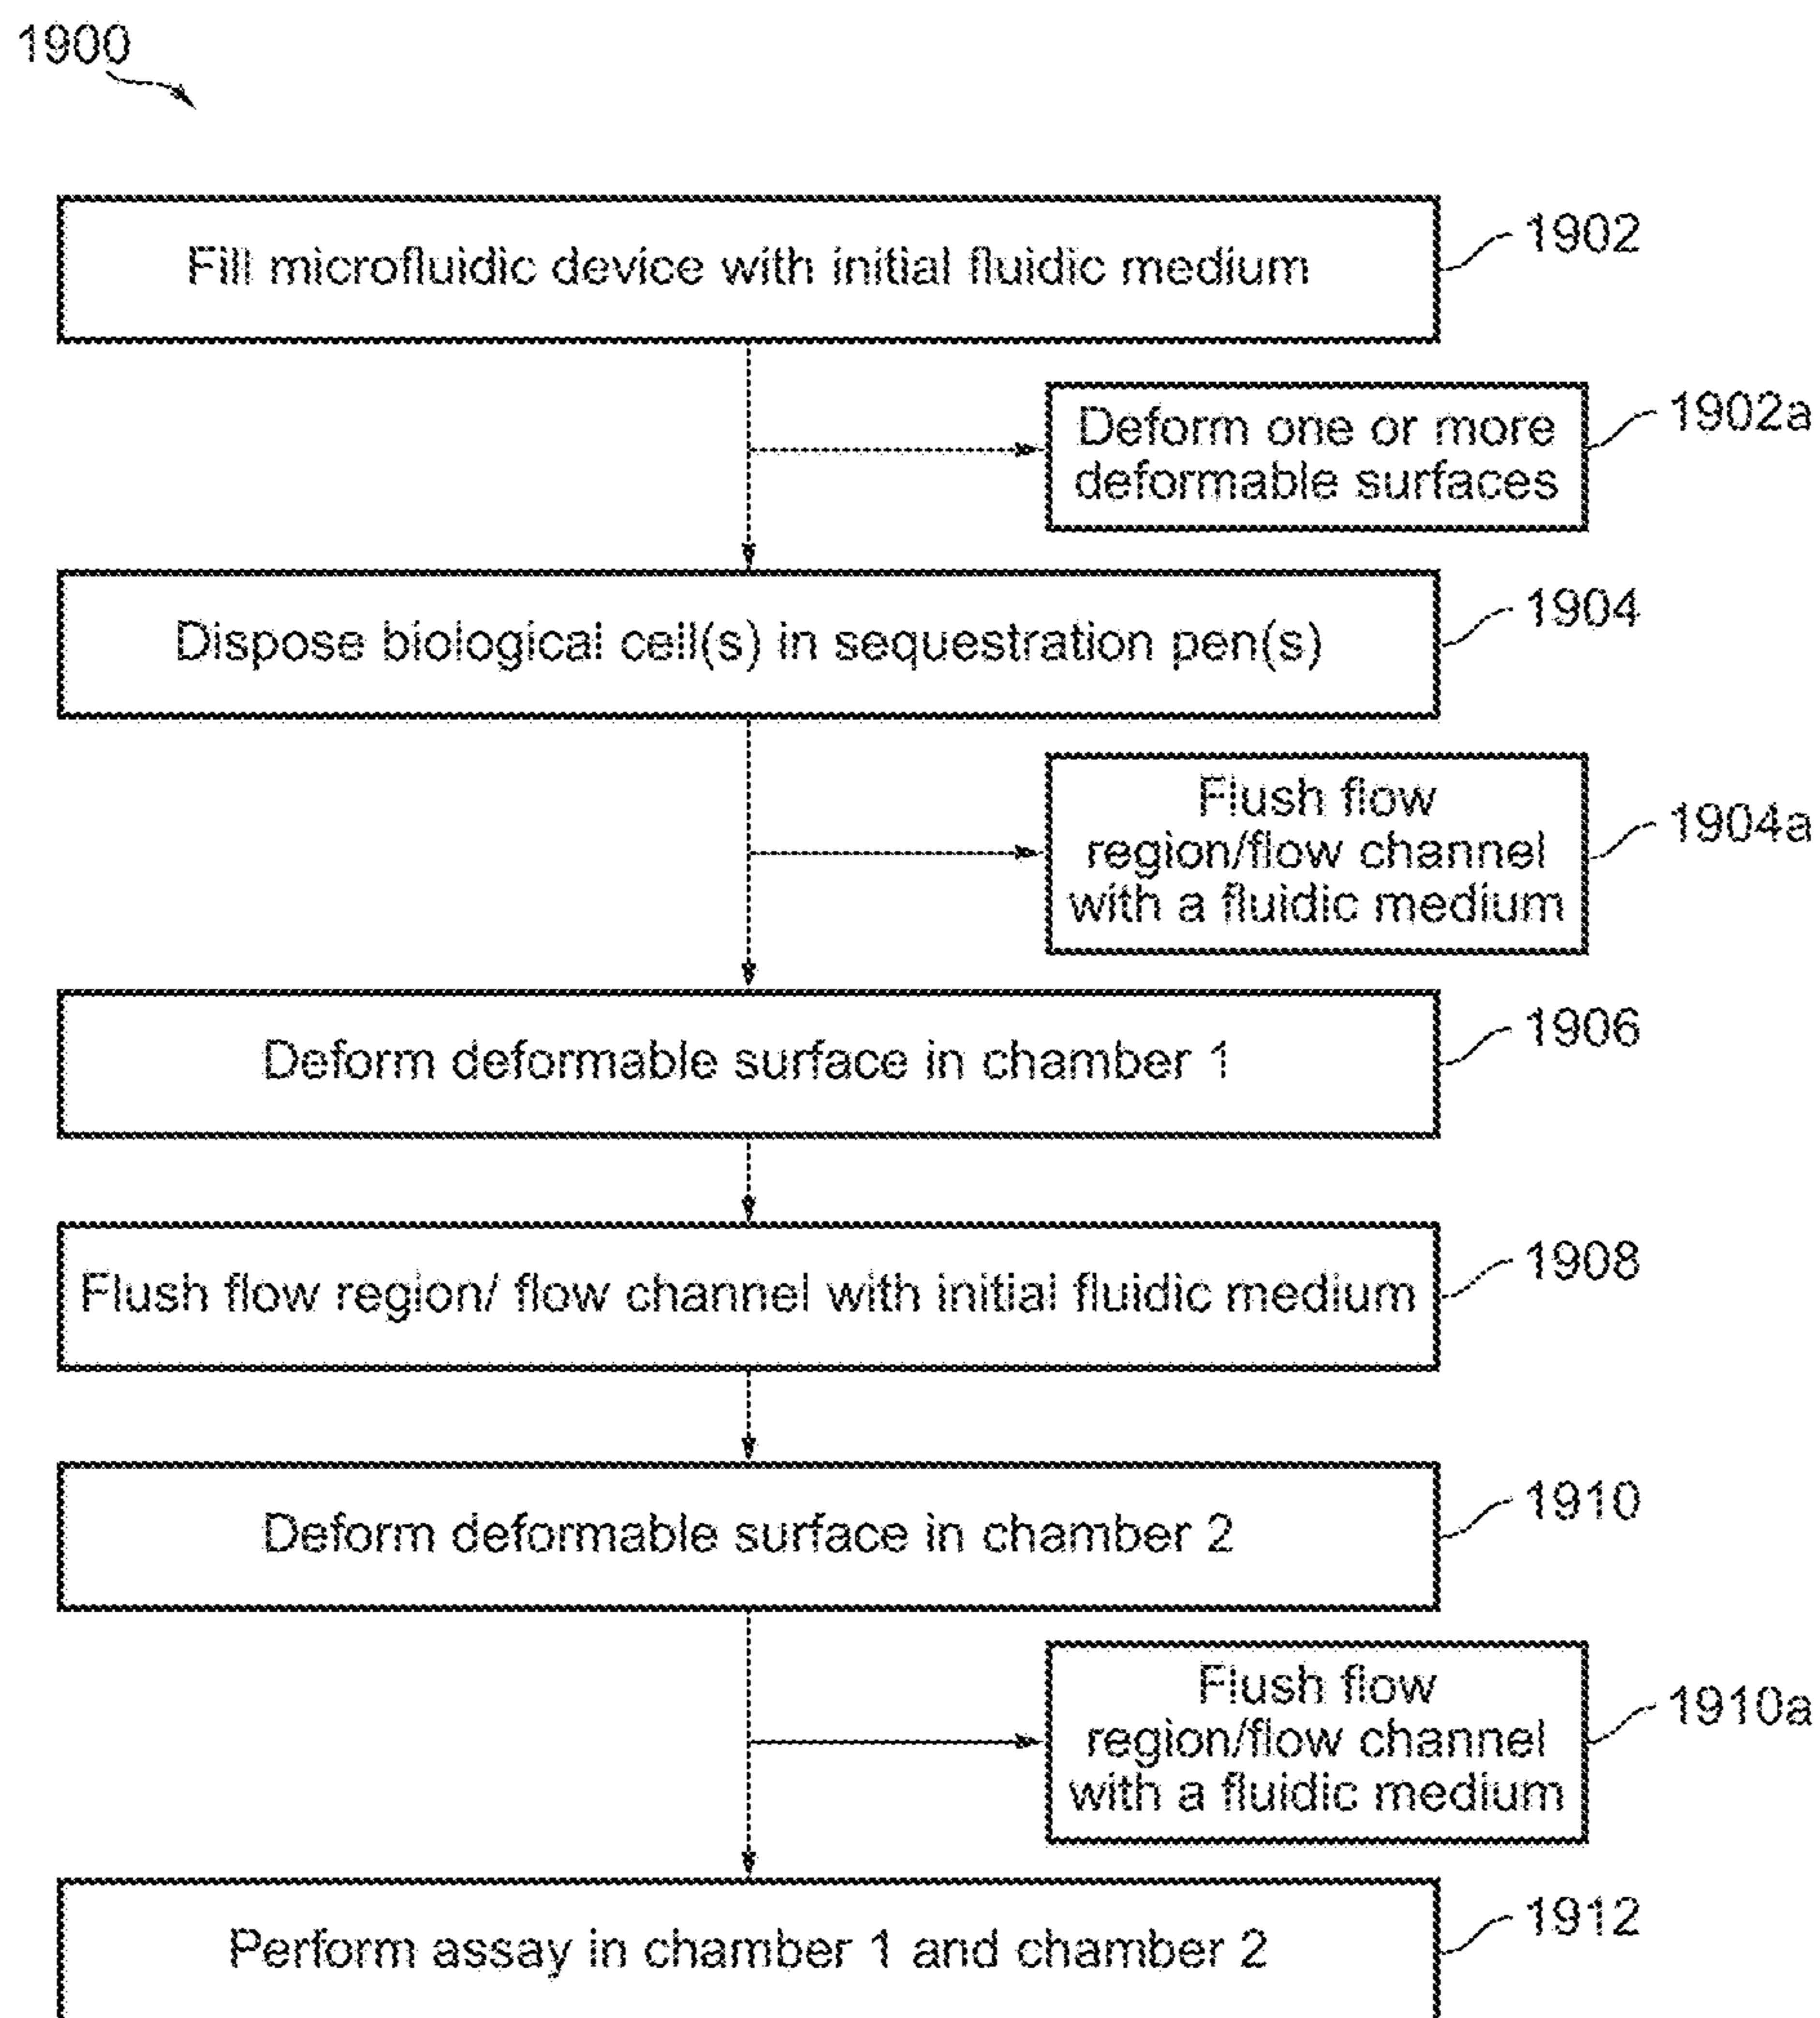 1900
Fill microfluidic device with initial fluidic medium
1902
Deform one or more
deformable surfaces
1902a
Dispose biological cell(s) in sequestration pen(s)
1904
Flush flow
region/flow channel
with a fluidic medium
1904a
Deform deformable surface in chamber 1
1906
Flush flow region/ flow channel with initial fluidic medium
1908
Deform deformable surface in chamber 2
1910
Flush flow
region/flow channel
with a fluidic medium
1910a
Perform assay in chamber 1 and chamber 2
1912